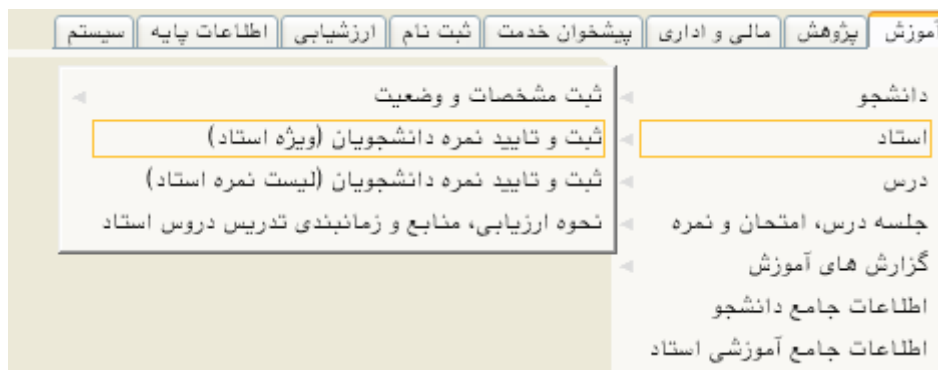 آموزش پژوهش مالی و اداری پیشخوان خدمت ثبت نام ارزشیابی اطلاعات پایه سیستم
دانشجو
استاد
درس
جلسه درس، امتحان و نمره
گزارش های آموزش
اطلاعات جامع دانشجو
اطلاعات جامع آموزشی استاد
ثبت مشخصات و وضعیت
ثبت و تایید نمره دانشجویان (ویژه استاد)
ثبت و تایید نمره دانشجویان (لیست نمره استاد)
نحوه ارزیابی، منابع و زمانبندی تدریس دروس استاد